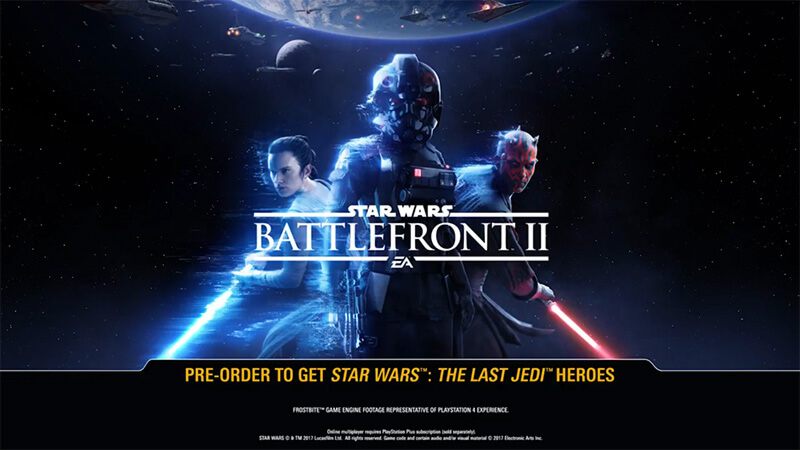 STAR WARS
BATTLEFRONT II
EA
PRE-ORDER TO GET STAR WARS™: THE LAST JEDI™ HEROES
FROSTBITE™ GAME ENGINE FOOTAGE REPRESENTATIVE OF PLAYSTATION 4 EXPERIENCE.
Online multiplayer requires PlayStation Plus subscription (sold separately).
STAR WARS © & TM 2017 Lucasfilm Ltd. All rights reserved. Game code and certain audio and/or visual material © 2017 Electronic Arts Inc.